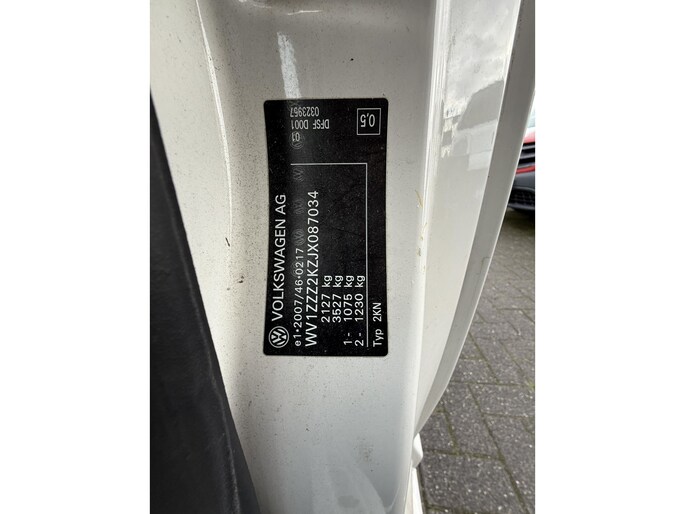 VOLKSWAGEN AG
e1*2007/46*0217
WV1ZZZ2KZJX087034
2127 kg
3527 kg
1- 1075 kg
2- 1230 kg
Typ 2KN
01
DFSF D001
0323957
0,5